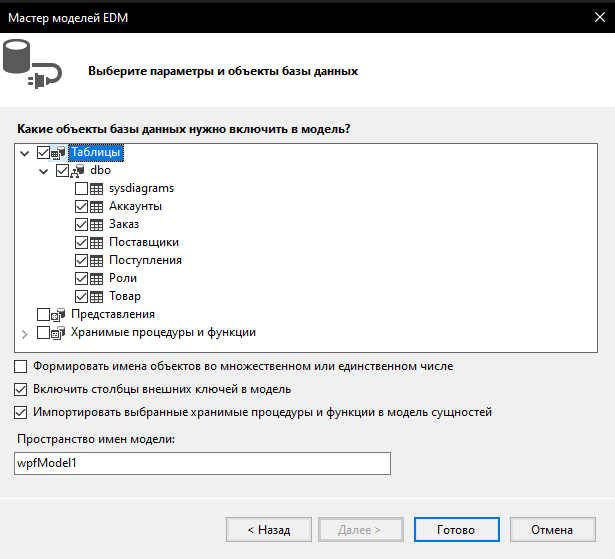 Мастер моделей EDM
Выберите параметры и объекты базы данных
Какие объекты базы данных нужно включить в модель?
Таблицы
dbo
sysdiagrams
Аккаунты
Заказ
Поставщики
Поступления
Роли
Товар
Представления
Хранимые процедуры и функции
Формировать имена объектов во множественном или единственном числе
Включить столбцы внешних ключей в модель
Импортировать выбранные хранимые процедуры и функции в модель сущностей
Пространство имен модели:
wpfModel1
< Назад Далее > Готово Отмена